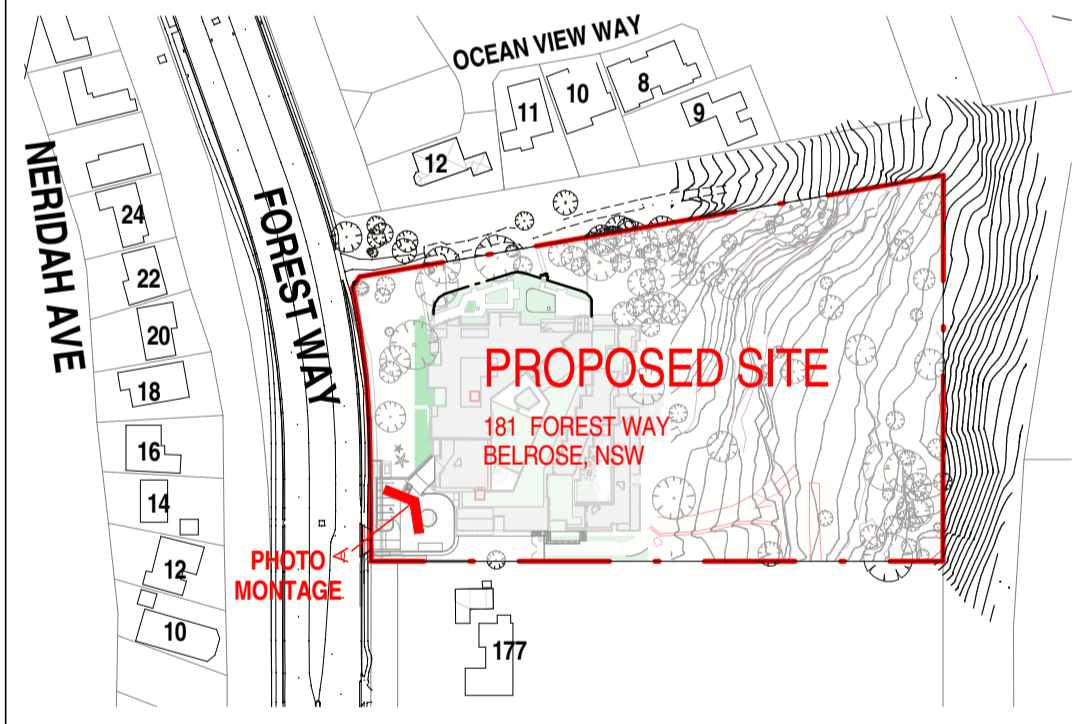 OCEAN VIEW WAY
8
10
11
9
12
NERIDAH AVE
24
FOREST WAY
22
20
18
16
14
12
10
PROPOSED SITE
181 FOREST WAY
BELROSE, NSW
PHOTO A
MONTAGE
177